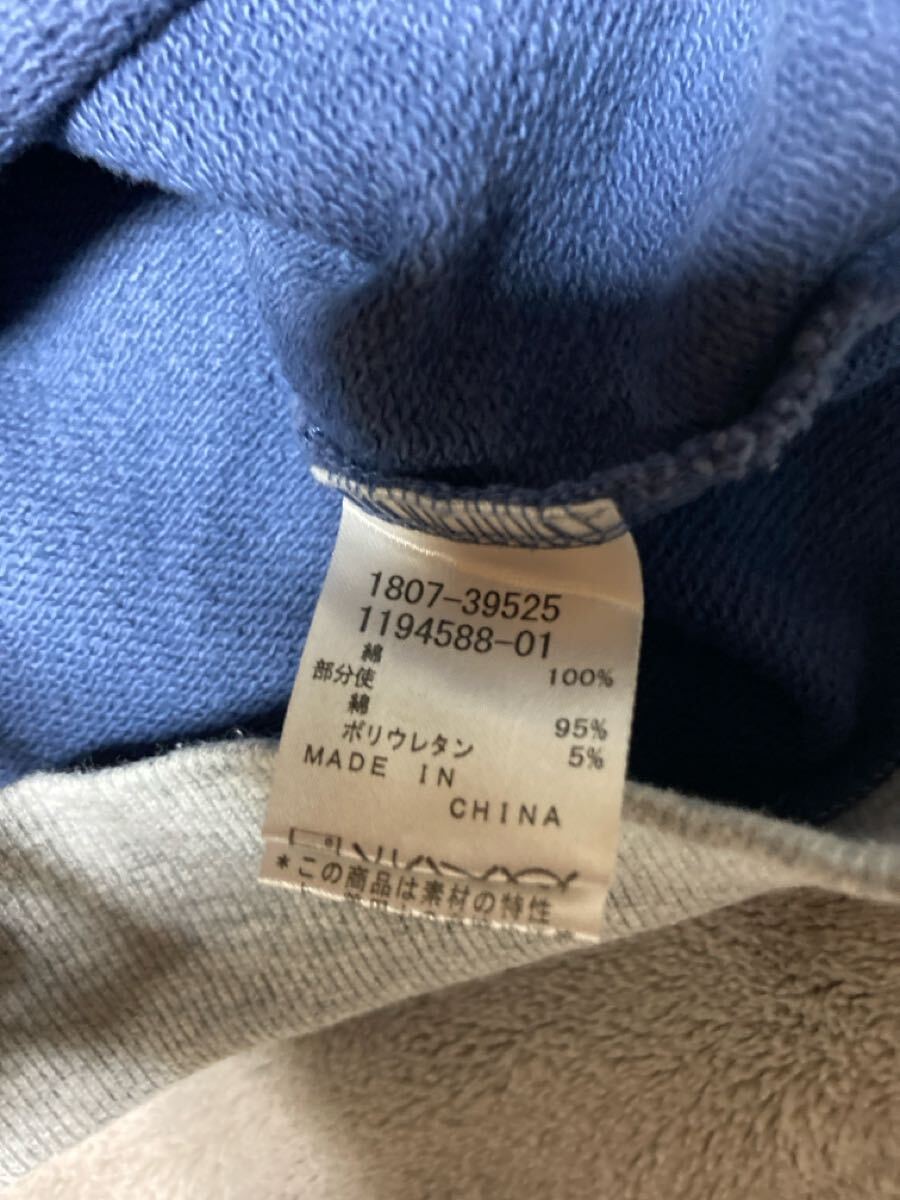 1807-39525
1194588-01
綿 100%
部分使
綿 95%
ポリウレタン 5%
MADE IN
CHINA
*この商品は素材の特性